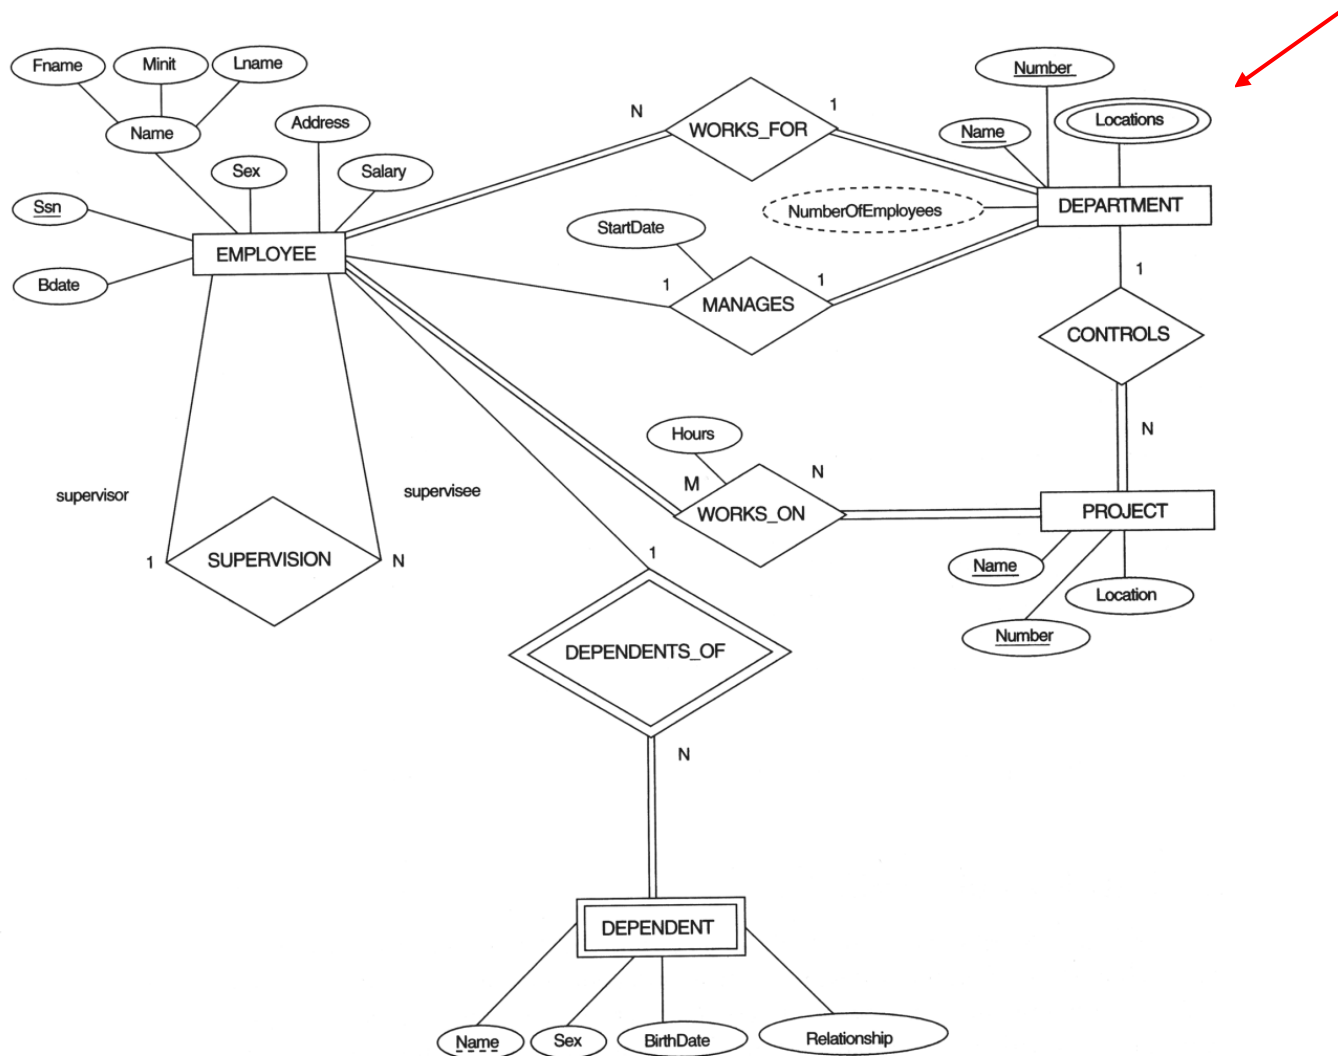 Fname
Minit
Lname
Name
Address
Sex
Salary
Ssn
Bdate
EMPLOYEE
N
WORKS_FOR
1
Number
Locations
Name
NumberOfEmployees
DEPARTMENT
StartDate
1
MANAGES
1
1
CONTROLS
N
Hours
M
WORKS_ON
N
PROJECT
Name
Location
Number
supervisor
supervisee
1
SUPERVISION
N
1
DEPENDENTS_OF
N
DEPENDENT
Name
Sex
BirthDate
Relationship